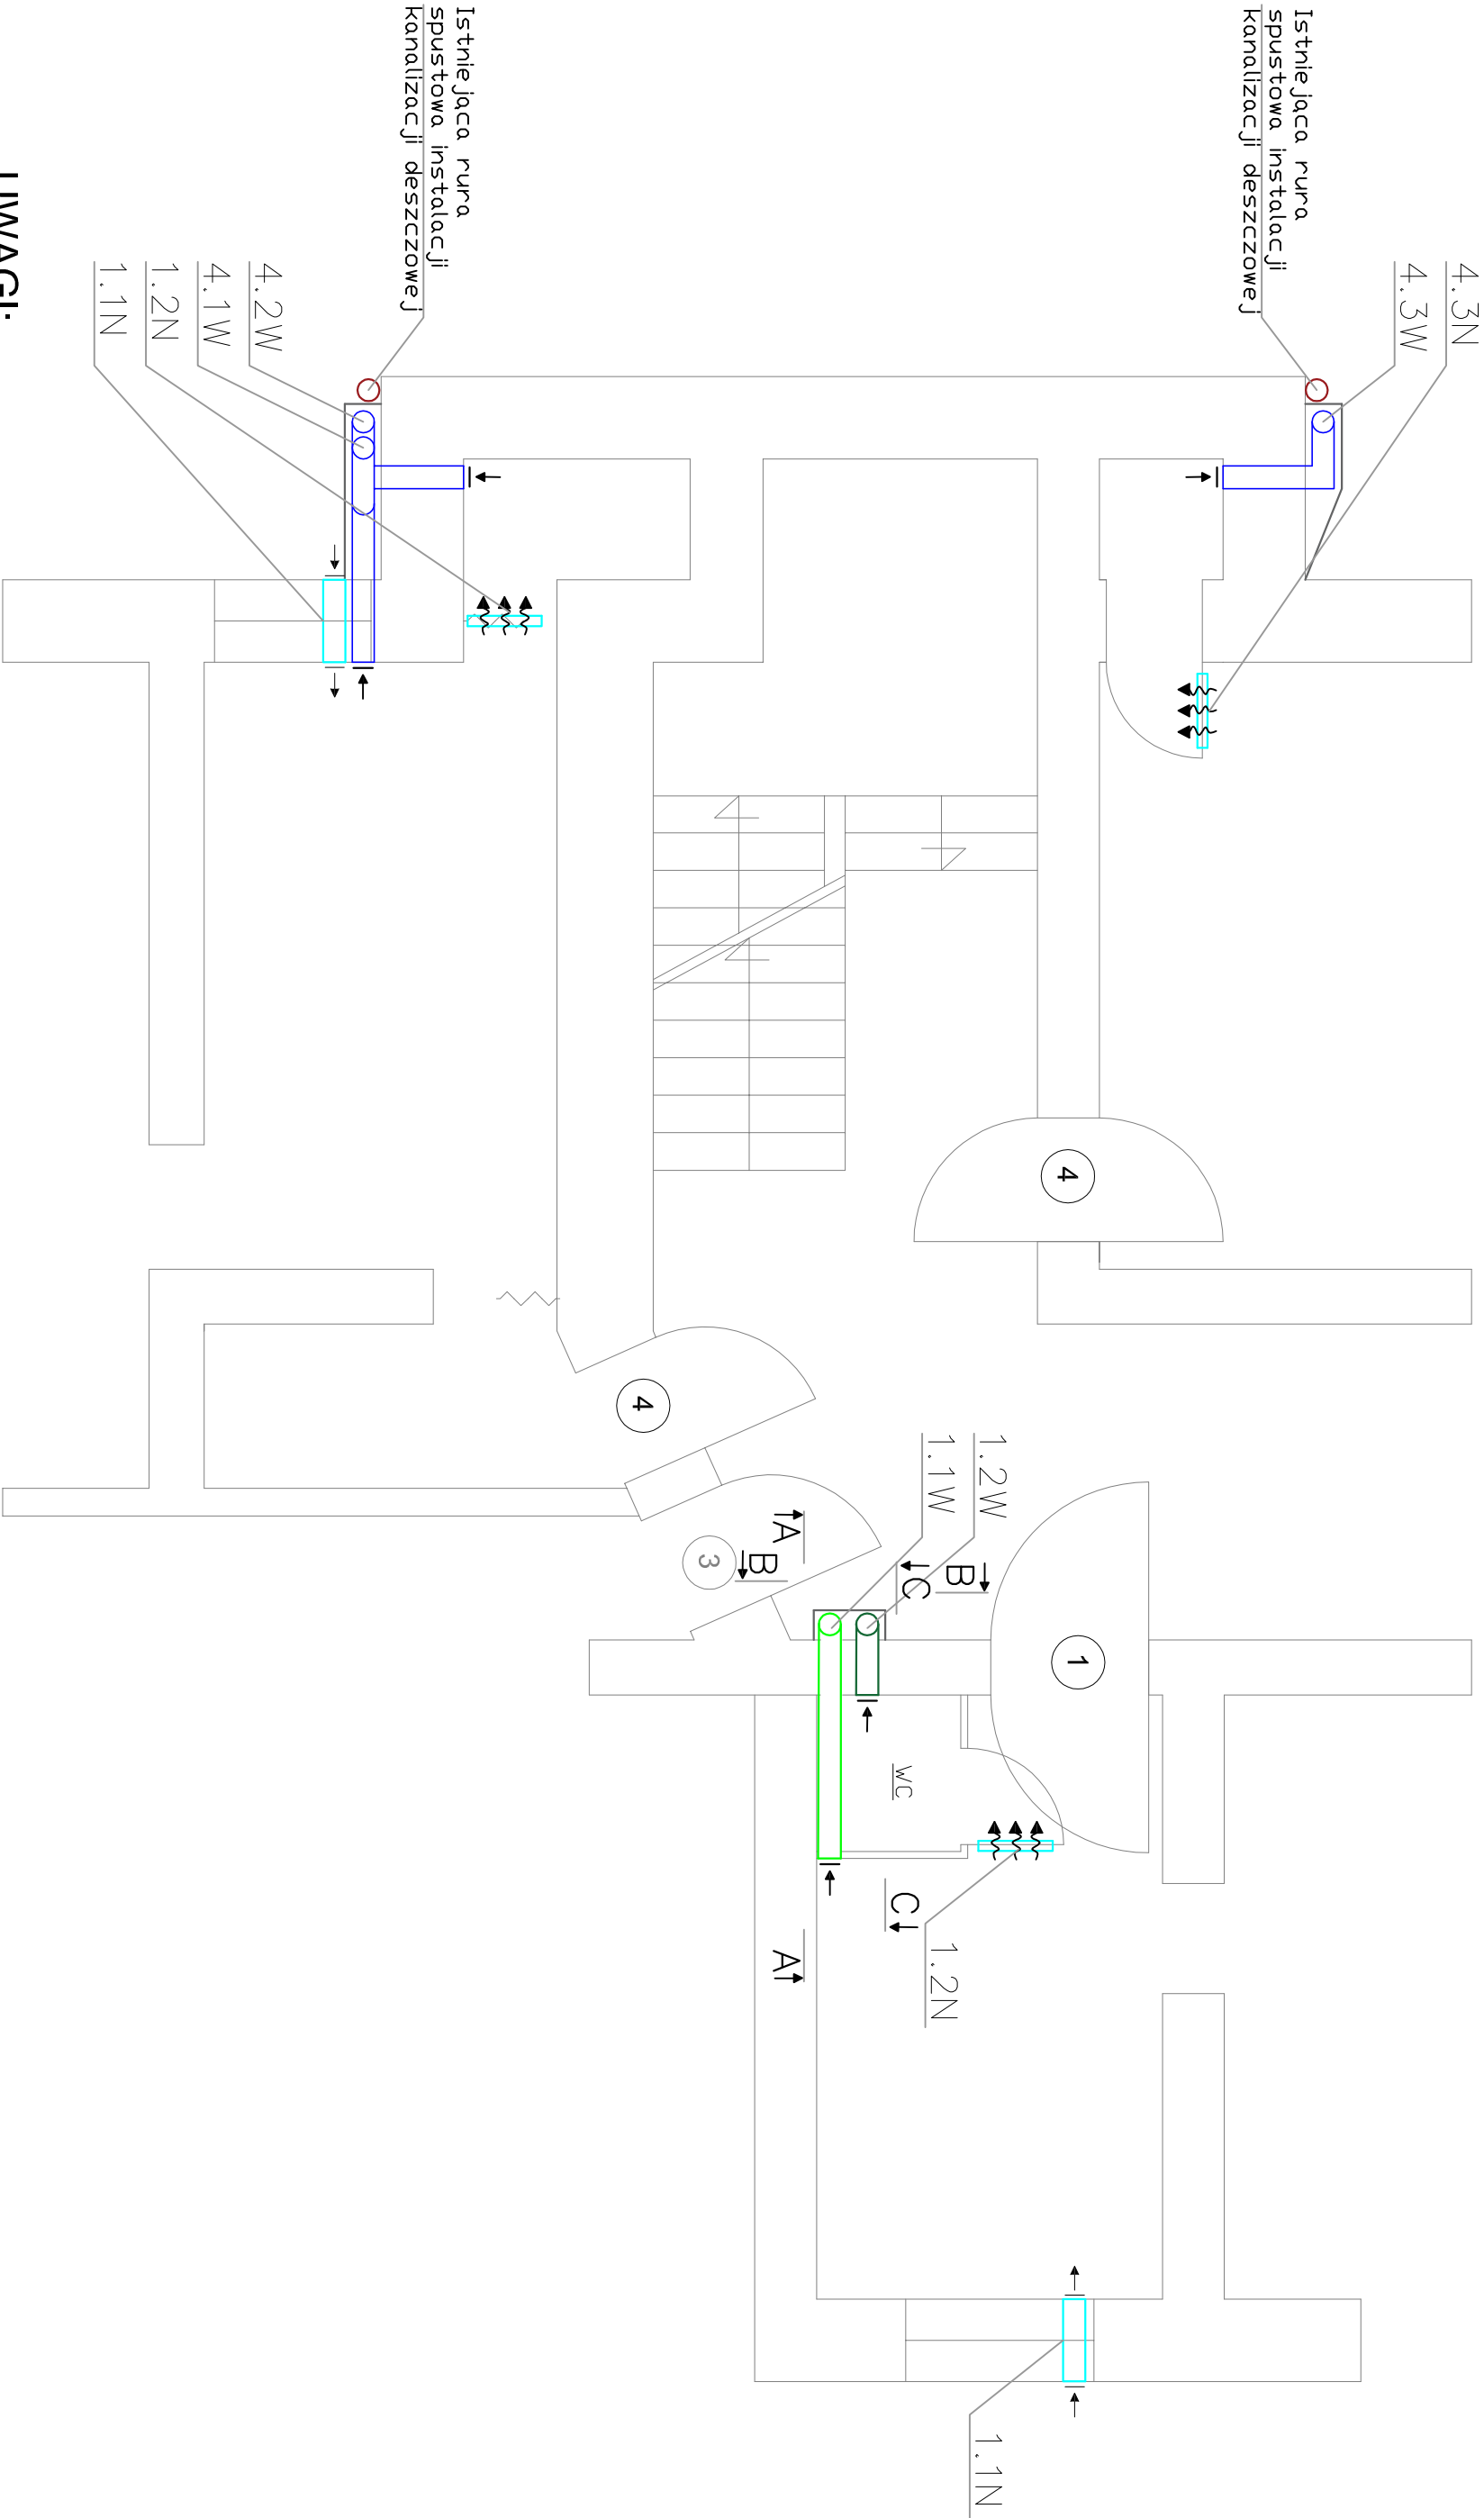 4.3N
4.3W
Istniejąca rura
spustowa instalacji
kanalizacji deszczowej
4
1
1.2W
1.1W
B
C
wc
C
1.2N
1.1N
A
B
A
3
4
Istniejąca rura
spustowa instalacji
kanalizacji deszczowej
4.2W
4.1W
1.2N
1.1N
UWAGI: